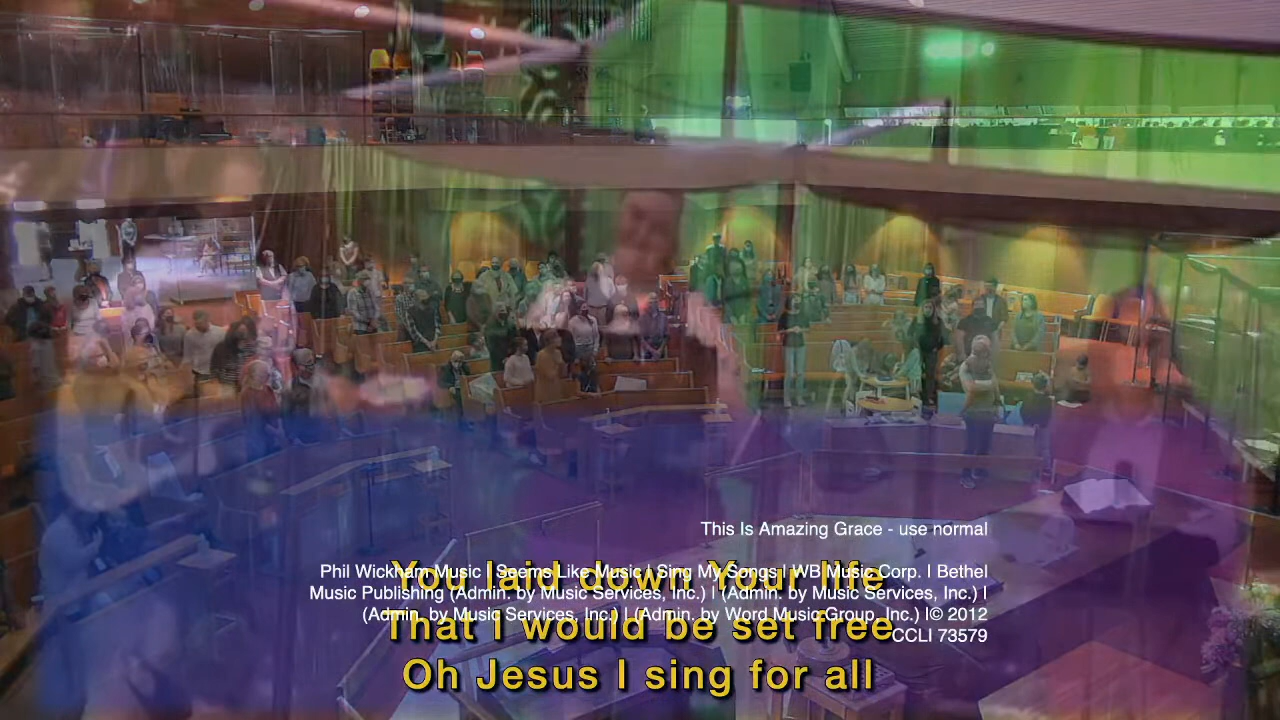 This Is Amazing Grace - use normal
Phil Wickham Music | Seems Like Music | Sing My Songs | WB Music Corp. | Bethel
Music Publishing (Admin. by Music Services, Inc.) | (Admin. by Music Services, Inc.) |
(Admin. by Music Services, Inc.) | (Admin. by Word Music Group, Inc.) |© 2012
CCLI 73579
You laid down Your life
That I would be set free
Oh Jesus I sing for all